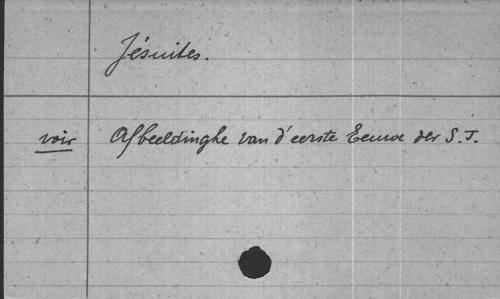 Jésuites.
voir Afbeeldinghe van d'eerste Eeuwe der S.J.